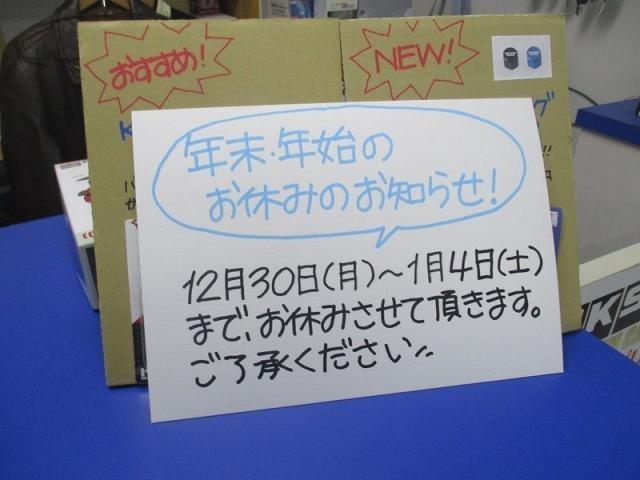 おすすめ!
NEW!
年末・年始の
お休みのお知らせ!
12月30日(月)~1月4日(土)
まで、お休みさせて頂きます。
ご了承ください〃